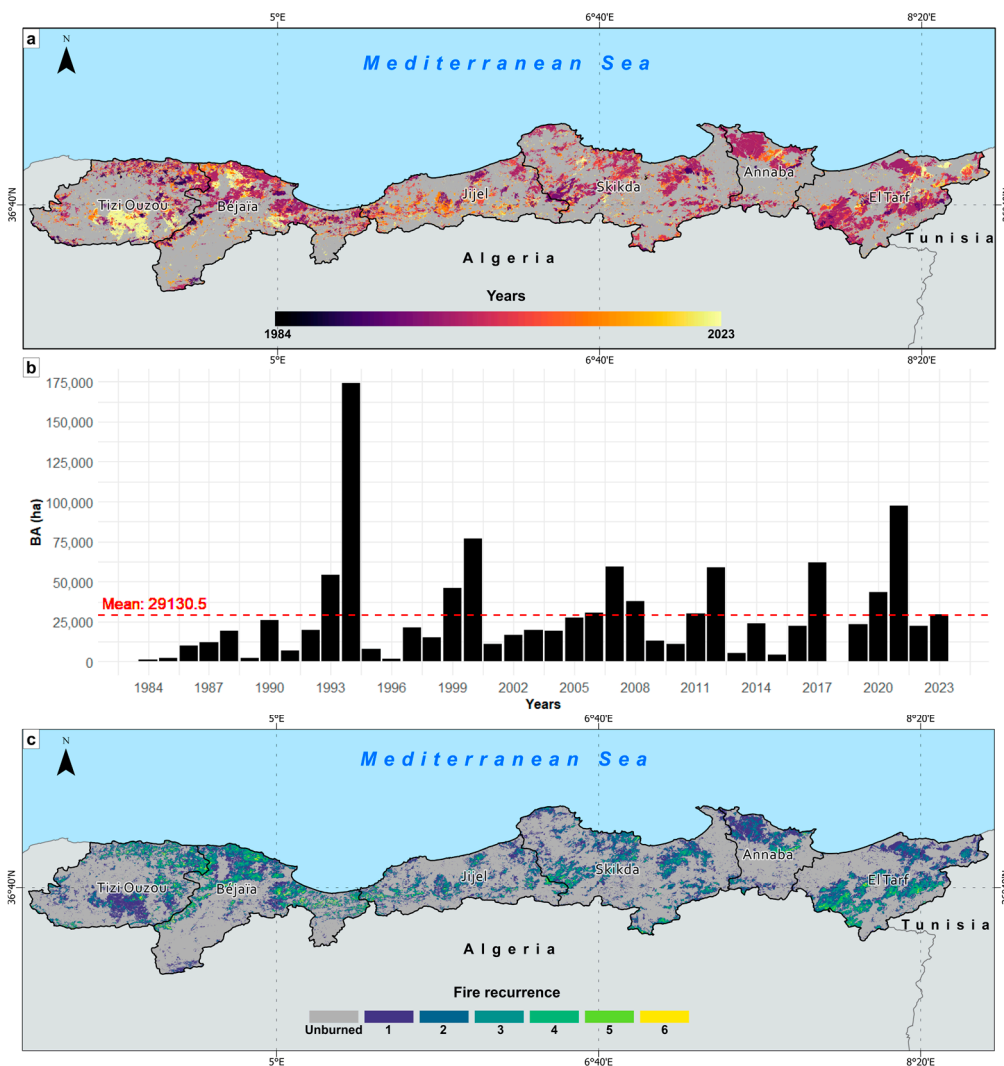 5°E 6°40'E 8°20'E
a
N
Mediterranean Sea
36°40'N
Tizi Ouzou
Béjaïa
Jijel
Skikda
Annaba
El Tarf
Tunisia
Algeria
Years
1984 2023
5°E 6°40'E 8°20'E
b
175,000
150,000
125,000
100,000
75,000
50,000
25,000
0
BA (ha)
Mean: 29130.5
1984 1987 1990 1993 1996 1999 2002 2005 2008 2011 2014 2017 2020 2023
Years
5°E 6°40'E 8°20'E
c
N
Mediterranean Sea
36°40'N
Tizi Ouzou
Béjaïa
Jijel
Skikda
Annaba
El Tarf
Tunisia
Algeria
Fire recurrence
Unburned 1 2 3 4 5 6
5°E 6°40'E 8°20'E